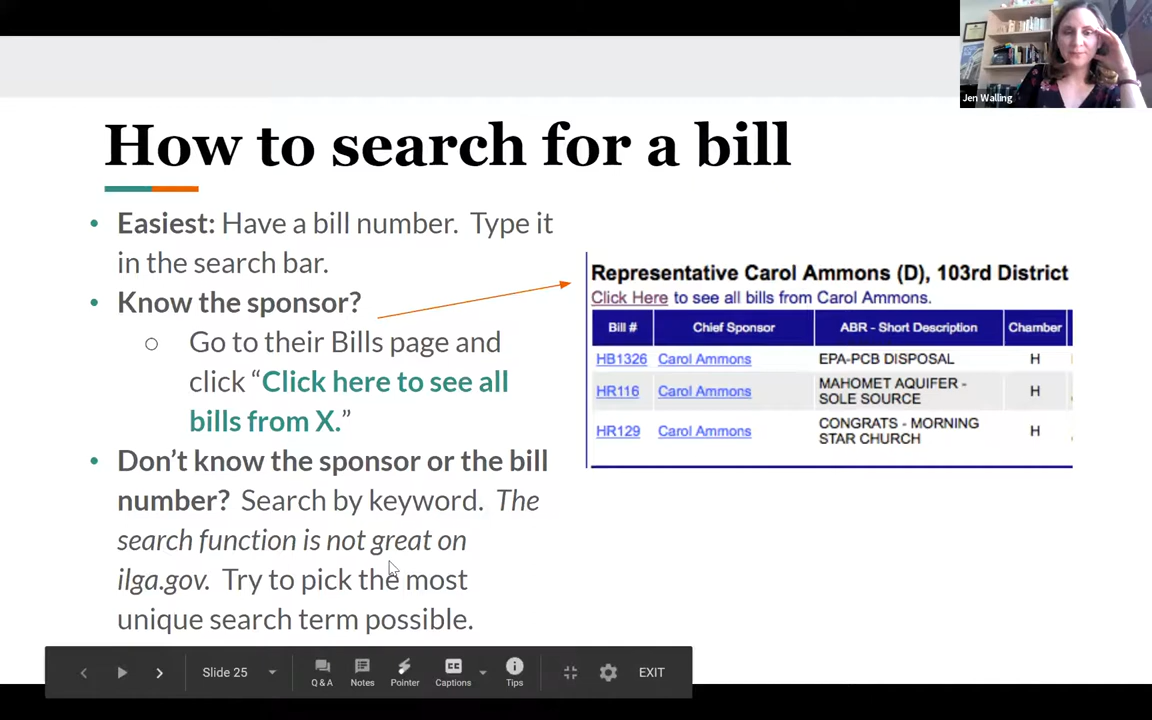 Jen Walling
How to search for a bill
• Easiest: Have a bill number. Type it
in the search bar.
• Know the sponsor?
○ Go to their Bills page and
click “Click here to see all
bills from X.”
• Don’t know the sponsor or the bill
number? Search by keyword. The
search function is not great on
ilga.gov. Try to pick the most
unique search term possible.
Representative Carol Ammons (D), 103rd District
Click Here to see all bills from Carol Ammons.
Bill # Chief Sponsor ABR - Short Description Chamber
HB1326 Carol Ammons EPA-PCB DISPOSAL H
HR116 Carol Ammons MAHOMET AQUIFER - SOLE SOURCE H
HR129 Carol Ammons CONGRATS - MORNING STAR CHURCH H
Slide 25 Q & A Notes Pointer Captions Tips EXIT